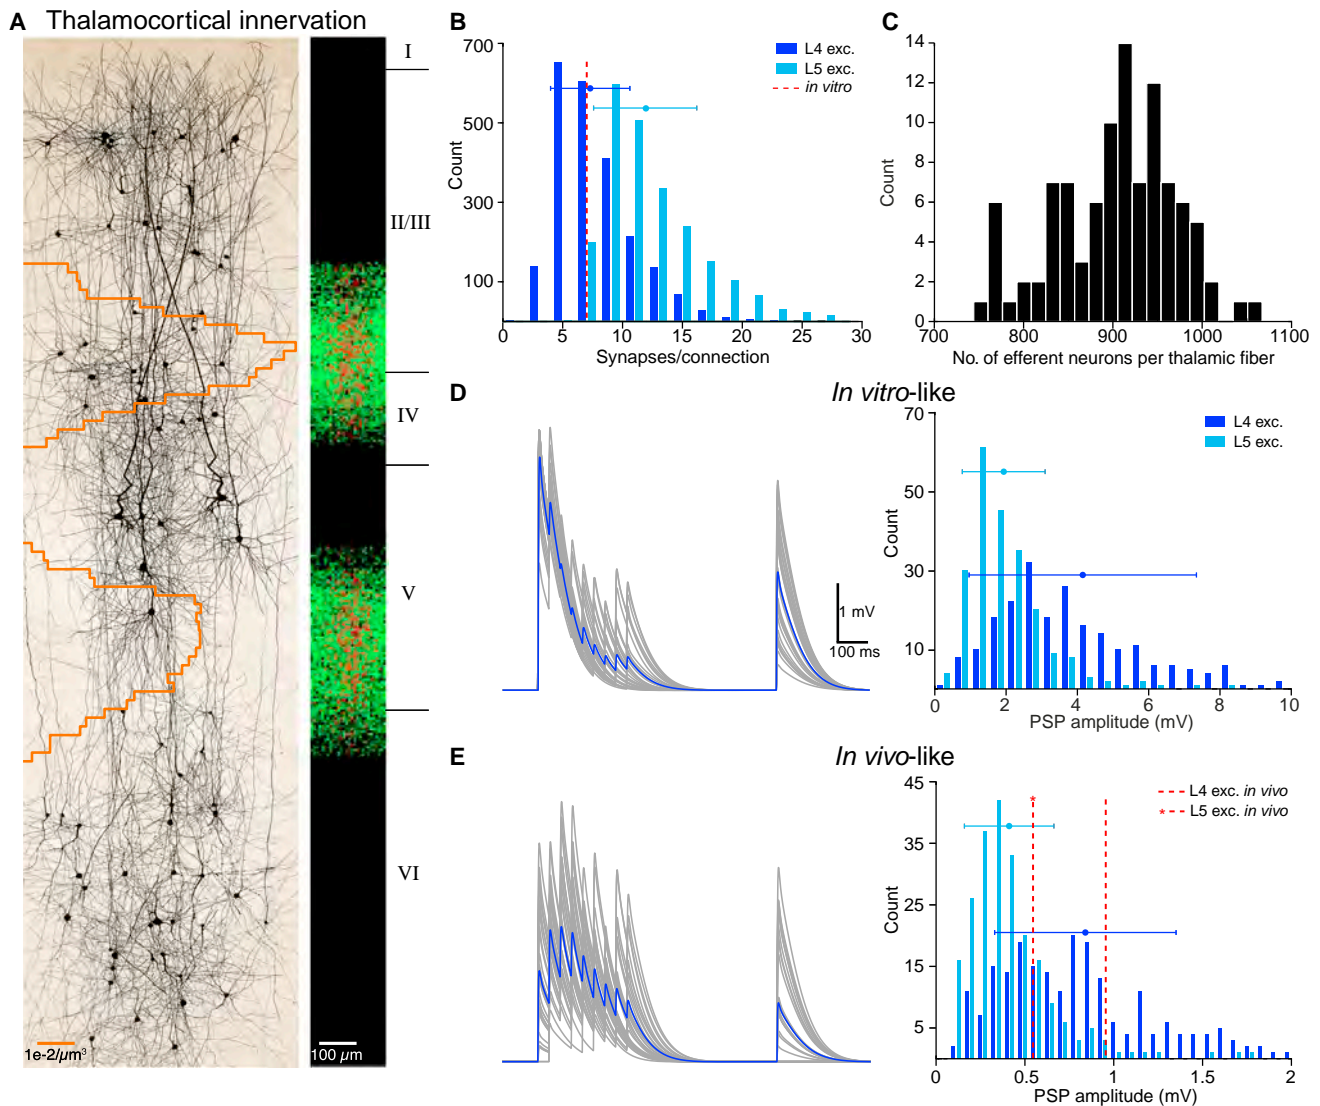 A Thalamocortical innervation
I
II/III
IV
V
VI
1e-2/µm³
100 µm
B
700
500
300
100
Count
0 5 10 15 20 25 30
Synapses/connection
L4 exc.
L5 exc.
in vitro
C
14
12
10
8
6
4
2
0
Count
700 800 900 1000 1100
No. of efferent neurons per thalamic fiber
D In vitro-like
1 mV
100 ms
70
50
30
10
Count
0 2 4 6 8 10
PSP amplitude (mV)
L4 exc.
L5 exc.
E In vivo-like
45
35
25
15
5
Count
0 0.5 1 1.5 2
PSP amplitude (mV)
L4 exc. in vivo
* L5 exc. in vivo
*